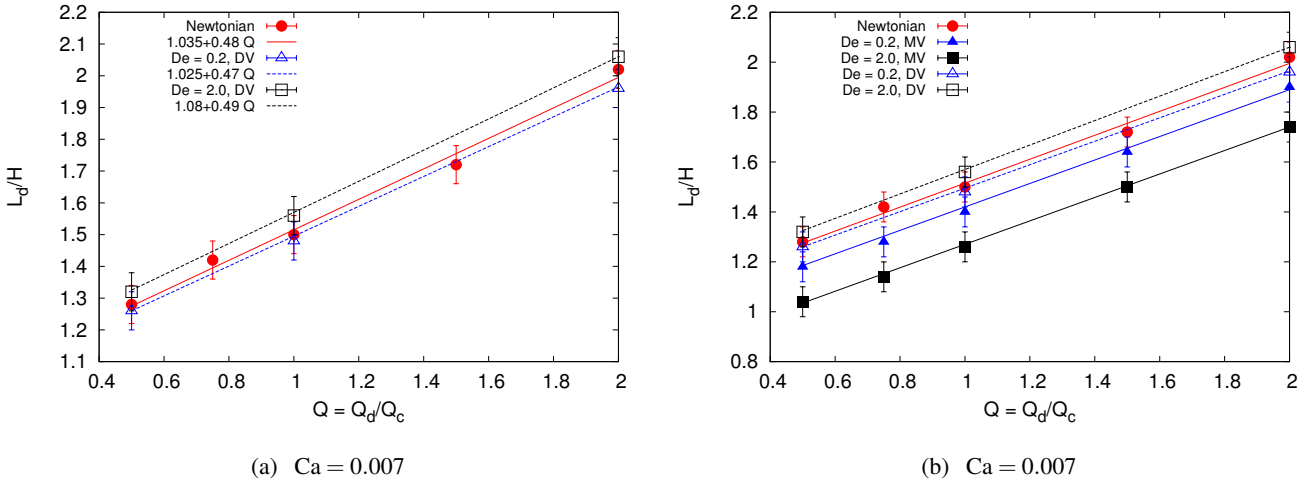 2.2
2.1
2
1.9
1.8
1.7
1.6
1.5
1.4
1.3
1.2
1.1
L_d/H
Newtonian
1.035+0.48 Q
De = 0.2, DV
1.025+0.47 Q
De = 2.0, DV
1.08+0.49 Q
0.4 0.6 0.8 1 1.2 1.4 1.6 1.8 2
Q = Q_d/Q_c
(a) Ca = 0.007
2.2
2
1.8
1.6
1.4
1.2
1
0.8
L_d/H
Newtonian
De = 0.2, MV
De = 2.0, MV
De = 0.2, DV
De = 2.0, DV
0.4 0.6 0.8 1 1.2 1.4 1.6 1.8 2
Q = Q_d/Q_c
(b) Ca = 0.007